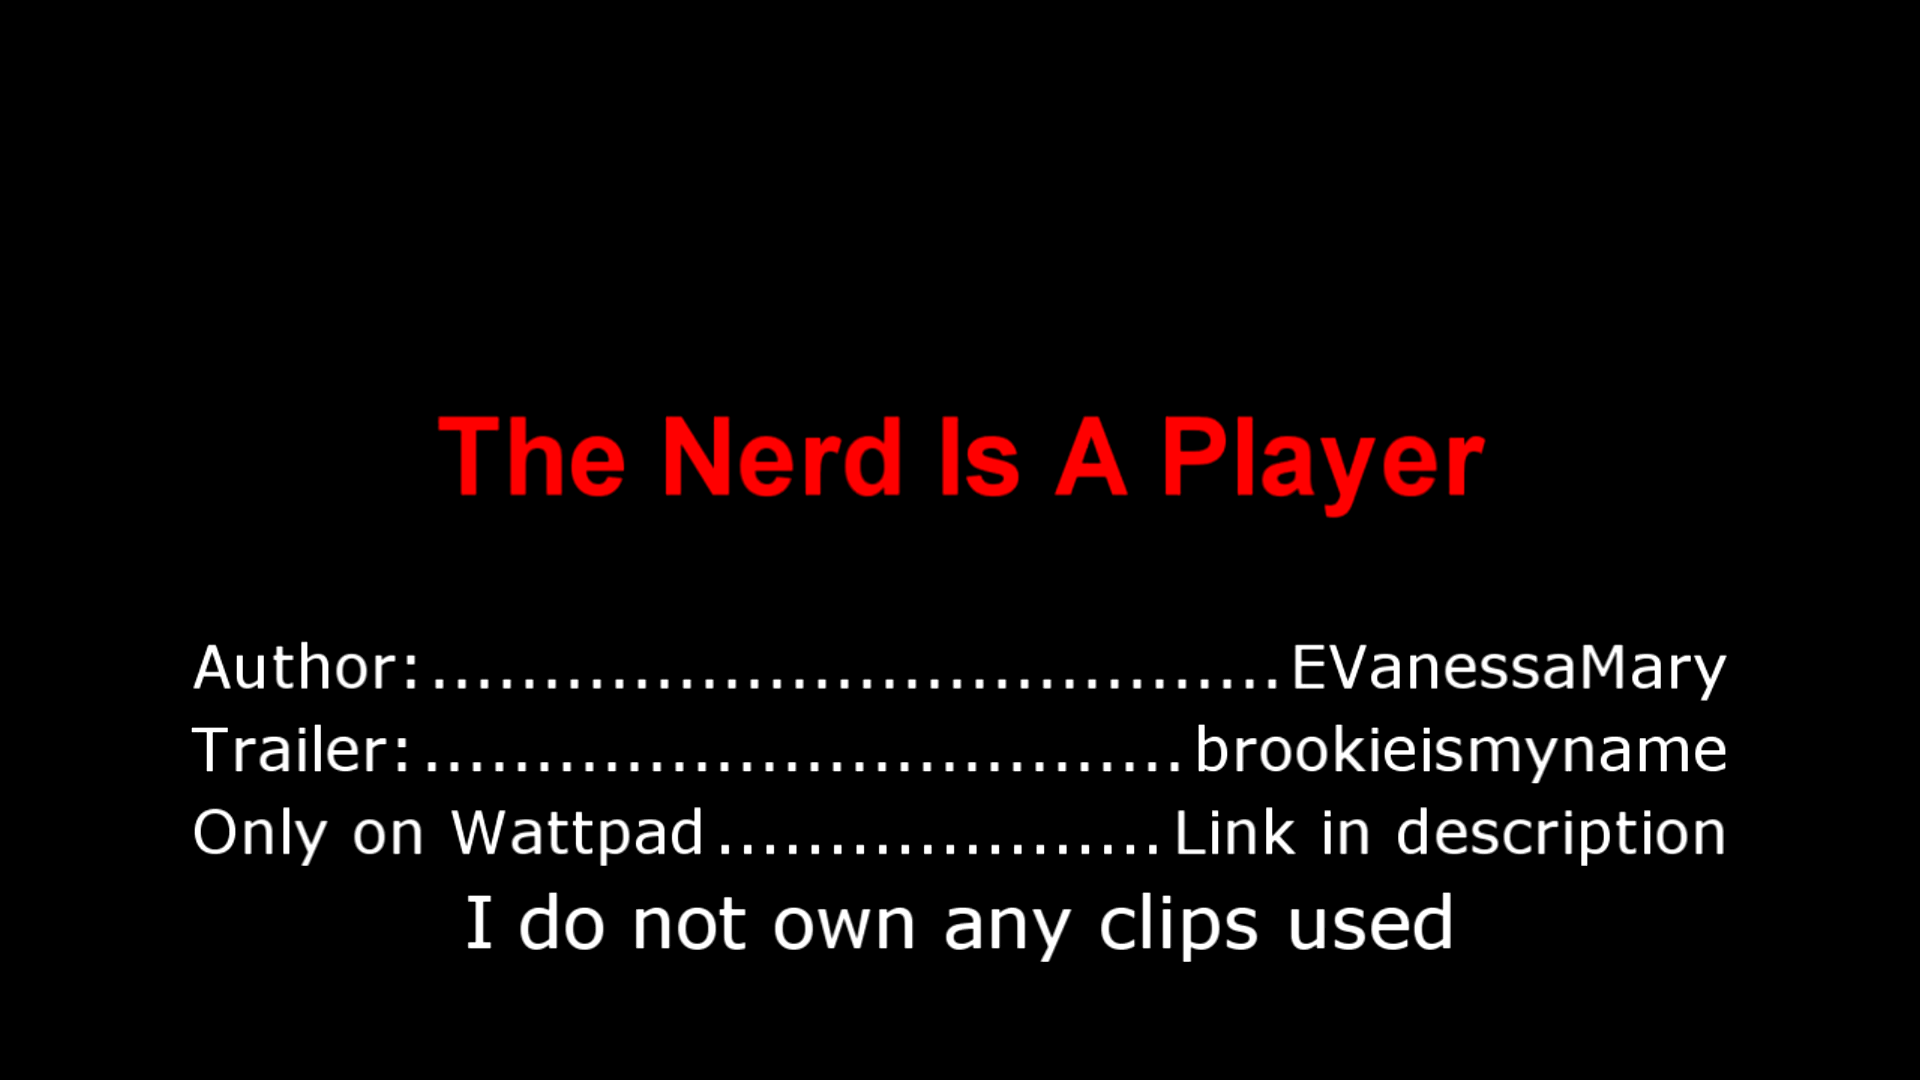 The Nerd Is A Player
Author:......................................EVanessaMary
Trailer:..................................brookieismyname
Only on Wattpad....................Link in description
I do not own any clips used